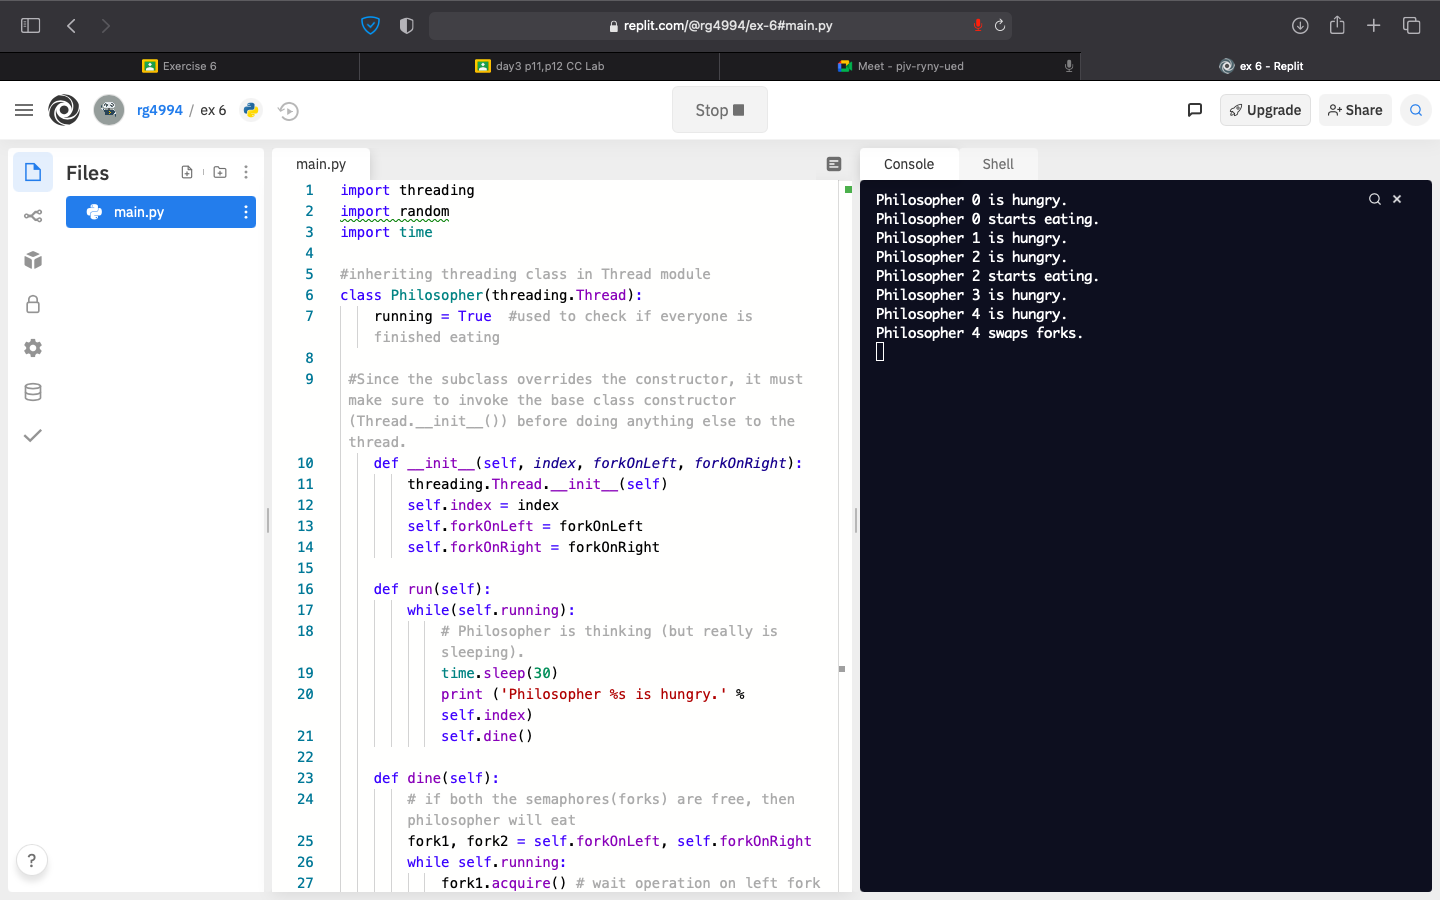 replit.com/@rg4994/ex-6#main.py
Exercise 6
day3 p11,p12 CC Lab
Meet - pjv-ryny-ued
ex 6 - Replit
rg4994 / ex 6
Stop
Upgrade
Share
Files
main.py
main.py
1 import threading
2 import random
3 import time
4
5 #inheriting threading class in Thread module
6 class Philosopher(threading.Thread):
7 running = True  #used to check if everyone is
finished eating
8
9 #Since the subclass overrides the constructor, it must
make sure to invoke the base class constructor
(Thread.__init__()) before doing anything else to the
thread.
10 def __init__(self, index, forkOnLeft, forkOnRight):
11 threading.Thread.__init__(self)
12 self.index = index
13 self.forkOnLeft = forkOnLeft
14 self.forkOnRight = forkOnRight
15
16 def run(self):
17 while(self.running):
18 # Philosopher is thinking (but really is
sleeping).
19 time.sleep(30)
20 print ('Philosopher %s is hungry.' %
self.index)
21 self.dine()
22
23 def dine(self):
24 # if both the semaphores(forks) are free, then
philosopher will eat
25 fork1, fork2 = self.forkOnLeft, self.forkOnRight
26 while self.running:
27 fork1.acquire() # wait operation on left fork
Console
Shell
Philosopher 0 is hungry.
Philosopher 0 starts eating.
Philosopher 1 is hungry.
Philosopher 2 is hungry.
Philosopher 2 starts eating.
Philosopher 3 is hungry.
Philosopher 4 is hungry.
Philosopher 4 swaps forks.
?